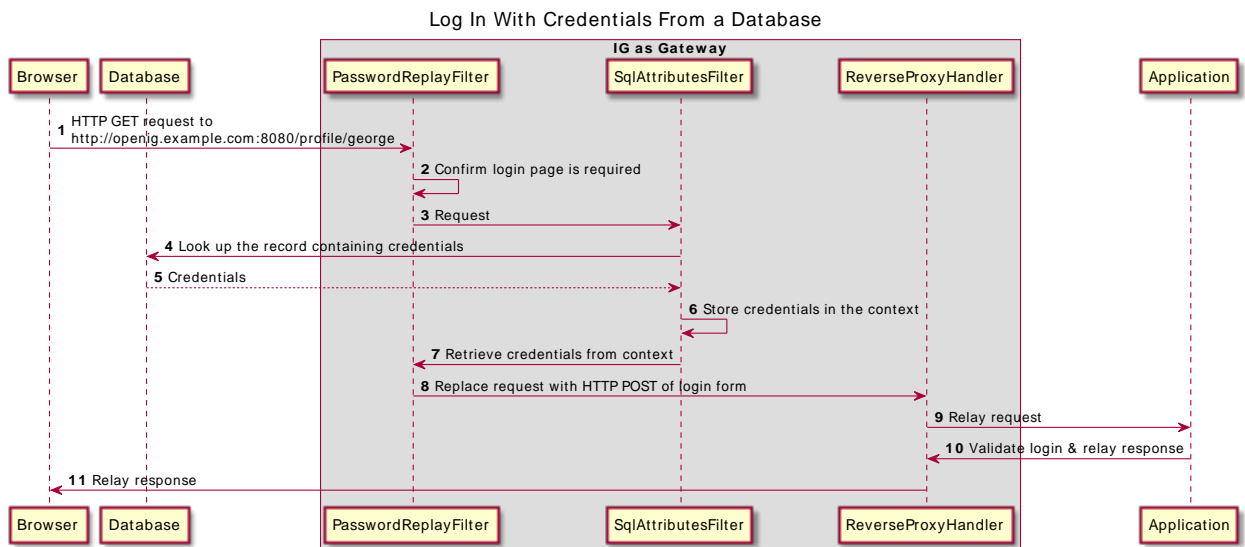 Log In With Credentials From a Database
IG as Gateway
Browser
Database
PasswordReplayFilter
SqlAttributesFilter
ReverseProxyHandler
Application
1 HTTP GET request to
http://openig.example.com:8080/profile/george
2 Confirm login page is required
3 Request
4 Look up the record containing credentials
5 Credentials
6 Store credentials in the context
7 Retrieve credentials from context
8 Replace request with HTTP POST of login form
9 Relay request
10 Validate login & relay response
11 Relay response
Browser
Database
PasswordReplayFilter
SqlAttributesFilter
ReverseProxyHandler
Application